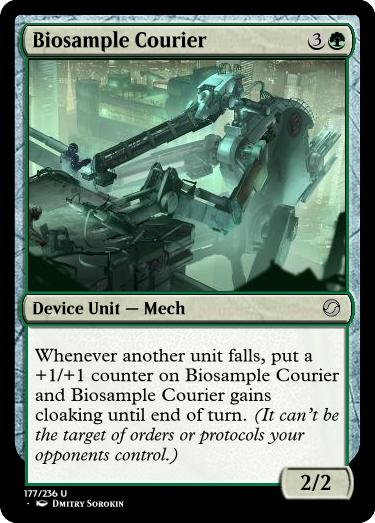 Biosample Courier 3
Device Unit — Mech
Whenever another unit falls, put a
+1/+1 counter on Biosample Courier
and Biosample Courier gains
cloaking until end of turn. (It can't be
the target of orders or protocols your
opponents control.)
2/2
177/236 U
· Dmitry Sorokin